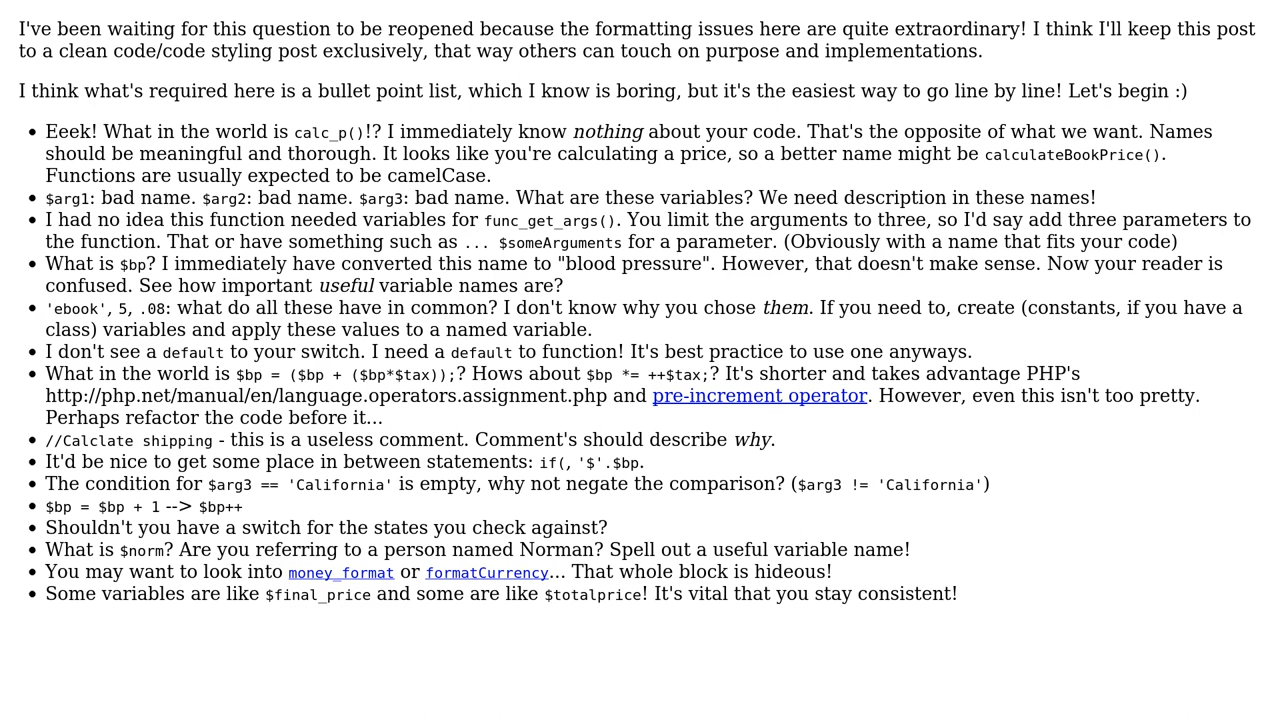 I've been waiting for this question to be reopened because the formatting issues here are quite extraordinary! I think I'll keep this post
to a clean code/code styling post exclusively, that way others can touch on purpose and implementations.
I think what's required here is a bullet point list, which I know is boring, but it's the easiest way to go line by line! Let's begin :)
• Eeek! What in the world is calc_p()!? I immediately know nothing about your code. That's the opposite of what we want. Names
should be meaningful and thorough. It looks like you're calculating a price, so a better name might be calculateBookPrice().
Functions are usually expected to be camelCase.
• $arg1: bad name. $arg2: bad name. $arg3: bad name. What are these variables? We need description in these names!
• I had no idea this function needed variables for func_get_args(). You limit the arguments to three, so I'd say add three parameters to
the function. That or have something such as ... $someArguments for a parameter. (Obviously with a name that fits your code)
• What is $bp? I immediately have converted this name to "blood pressure". However, that doesn't make sense. Now your reader is
confused. See how important useful variable names are?
• 'ebook', 5, .08: what do all these have in common? I don't know why you chose them. If you need to, create (constants, if you have a
class) variables and apply these values to a named variable.
• I don't see a default to your switch. I need a default to function! It's best practice to use one anyways.
• What in the world is $bp = ($bp + ($bp*$tax));? Hows about $bp *= ++$tax;? It's shorter and takes advantage PHP's
http://php.net/manual/en/language.operators.assignment.php and pre-increment operator. However, even this isn't too pretty.
Perhaps refactor the code before it...
• //Calclate shipping - this is a useless comment. Comment's should describe why.
• It'd be nice to get some place in between statements: if(, '$'.$bp.
• The condition for $arg3 == 'California' is empty, why not negate the comparison? ($arg3 != 'California')
• $bp = $bp + 1 --> $bp++
• Shouldn't you have a switch for the states you check against?
• What is $norm? Are you referring to a person named Norman? Spell out a useful variable name!
• You may want to look into money_format or formatCurrency... That whole block is hideous!
• Some variables are like $final_price and some are like $totalprice! It's vital that you stay consistent!